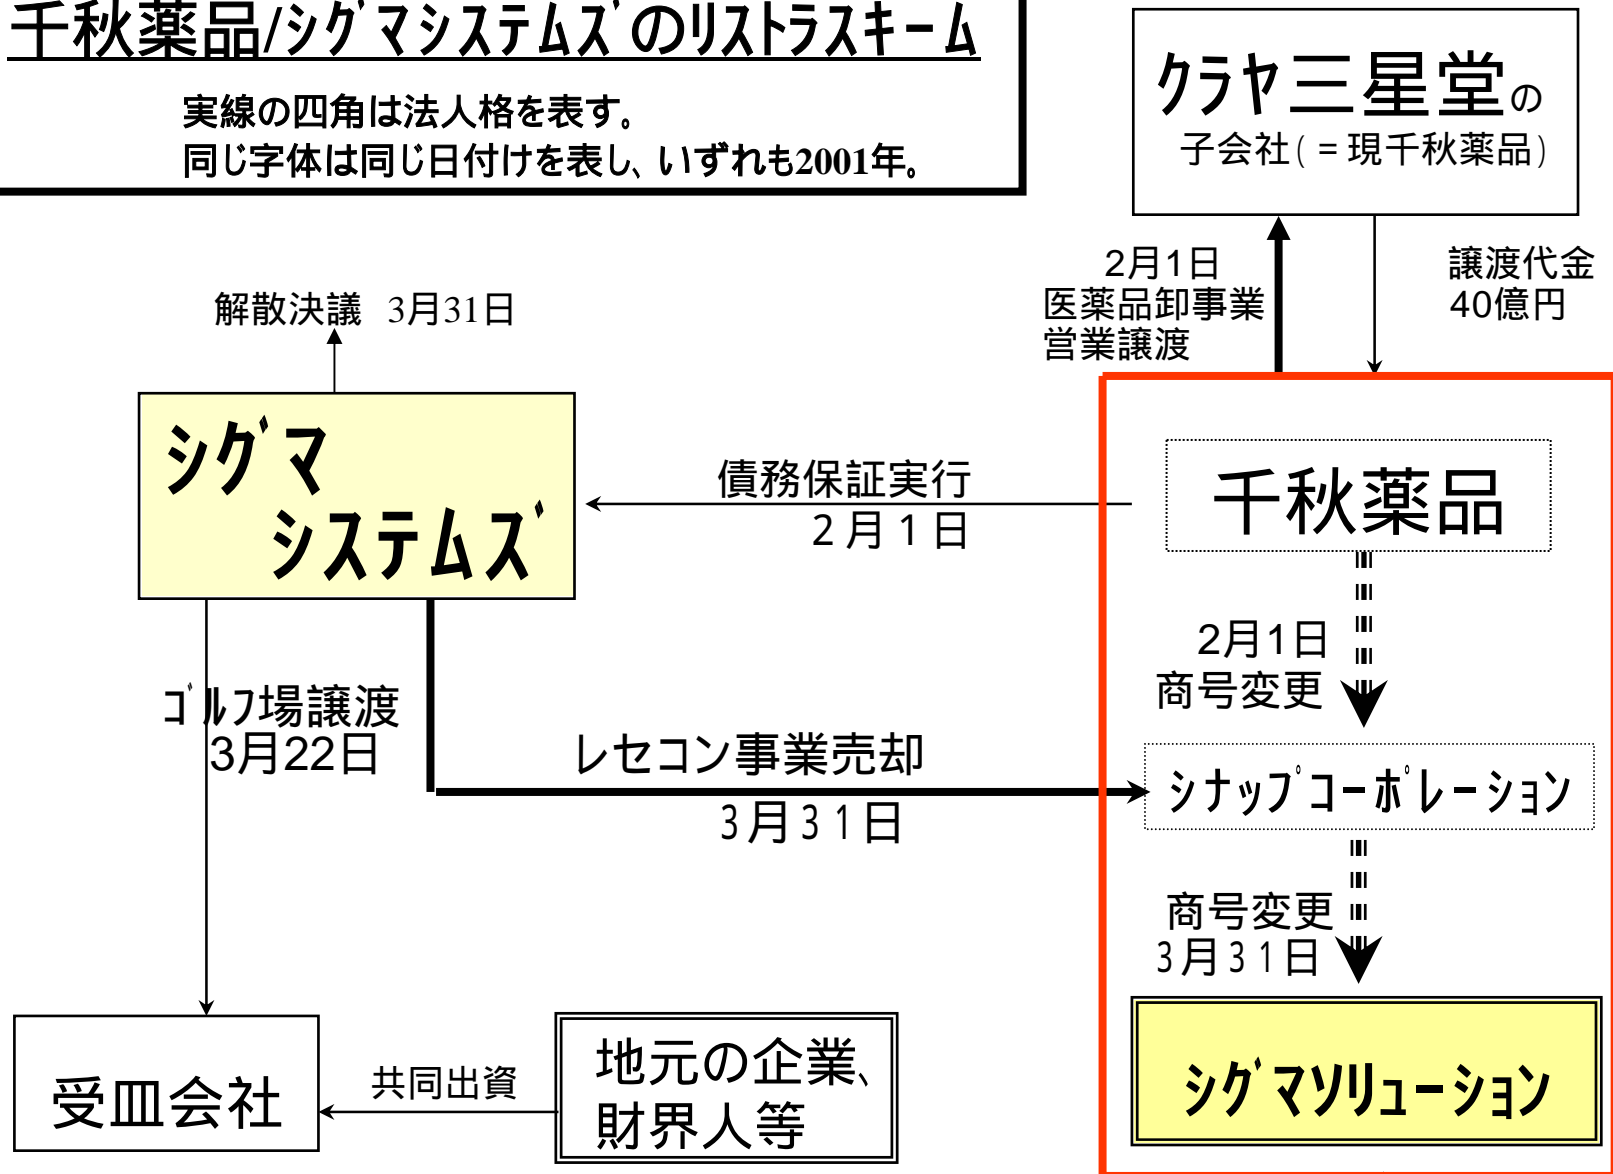 千秋薬品/シグマシステムズのリストラスキーム
実線の四角は法人格を表す。
同じ字体は同じ日付けを表し、いずれも2001年。
クラヤ三星堂の
子会社(=現千秋薬品)
2月1日
医薬品卸事業
営業譲渡
譲渡代金
40億円
解散決議 3月31日
シグマ
システムズ
債務保証実行
2月1日
千秋薬品
2月1日
商号変更
ゴルフ場譲渡
3月22日
レセコン事業売却
3月31日
シナップコーポレーション
商号変更
3月31日
受皿会社
共同出資
地元の企業、
財界人等
シグマソリューション